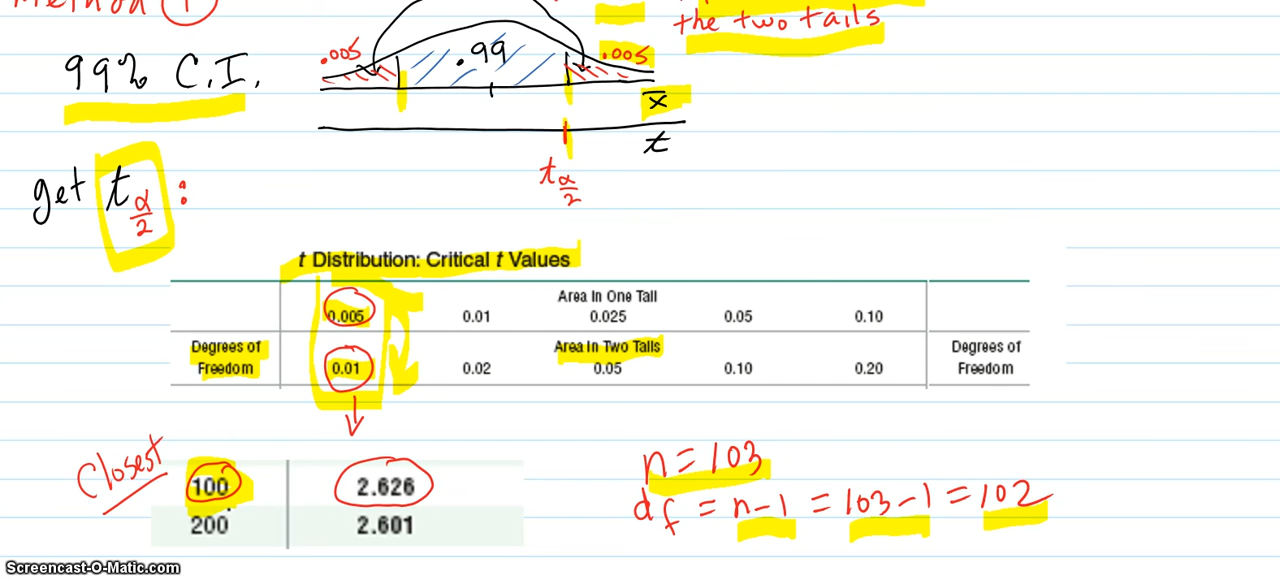 Method 1
the two tails
.005 .99 .005
99% C.I.
x̄
t
t α/2
get t α/2 :
t Distribution: Critical t Values
Area in One Tail
0.005 0.01 0.025 0.05 0.10
Degrees of Freedom Area in Two Tails Degrees of Freedom
0.01 0.02 0.05 0.10 0.20
Closest
100 2.626
200 2.601
n = 103
df = n-1 = 103-1 = 102
Screencast-O-Matic.com